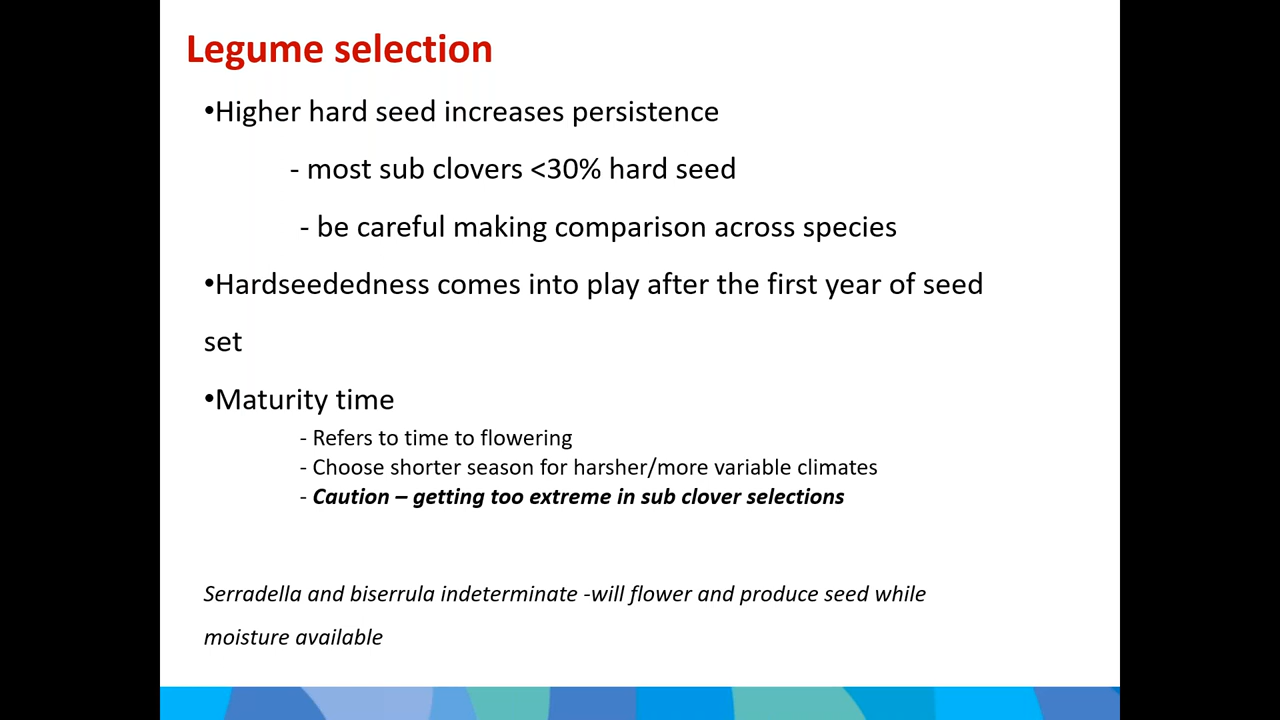 Legume selection
•Higher hard seed increases persistence
- most sub clovers <30% hard seed
- be careful making comparison across species
•Hardseededness comes into play after the first year of seed
set
•Maturity time
- Refers to time to flowering
- Choose shorter season for harsher/more variable climates
- Caution – getting too extreme in sub clover selections
Serradella and biserrula indeterminate -will flower and produce seed while
moisture available